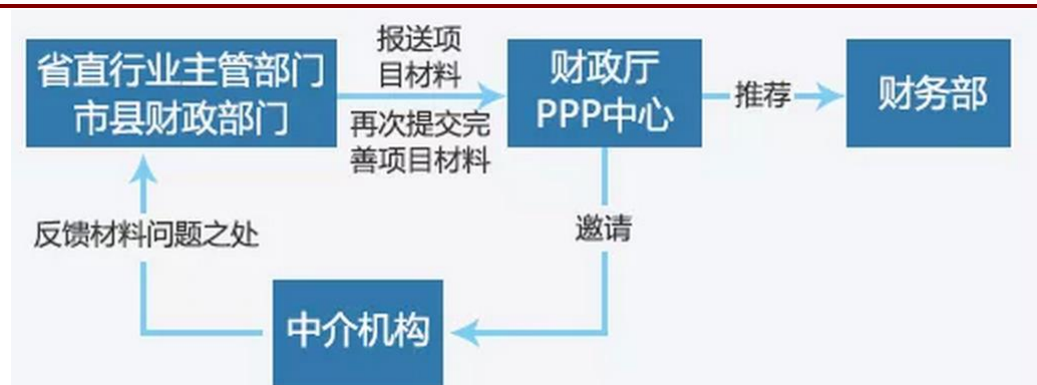 省直行业主管部门
市县财政部门
报送项
目材料
再次提交完
善项目材料
财政厅
PPP中心
推荐
财务部
反馈材料问题之处
邀请
中介机构